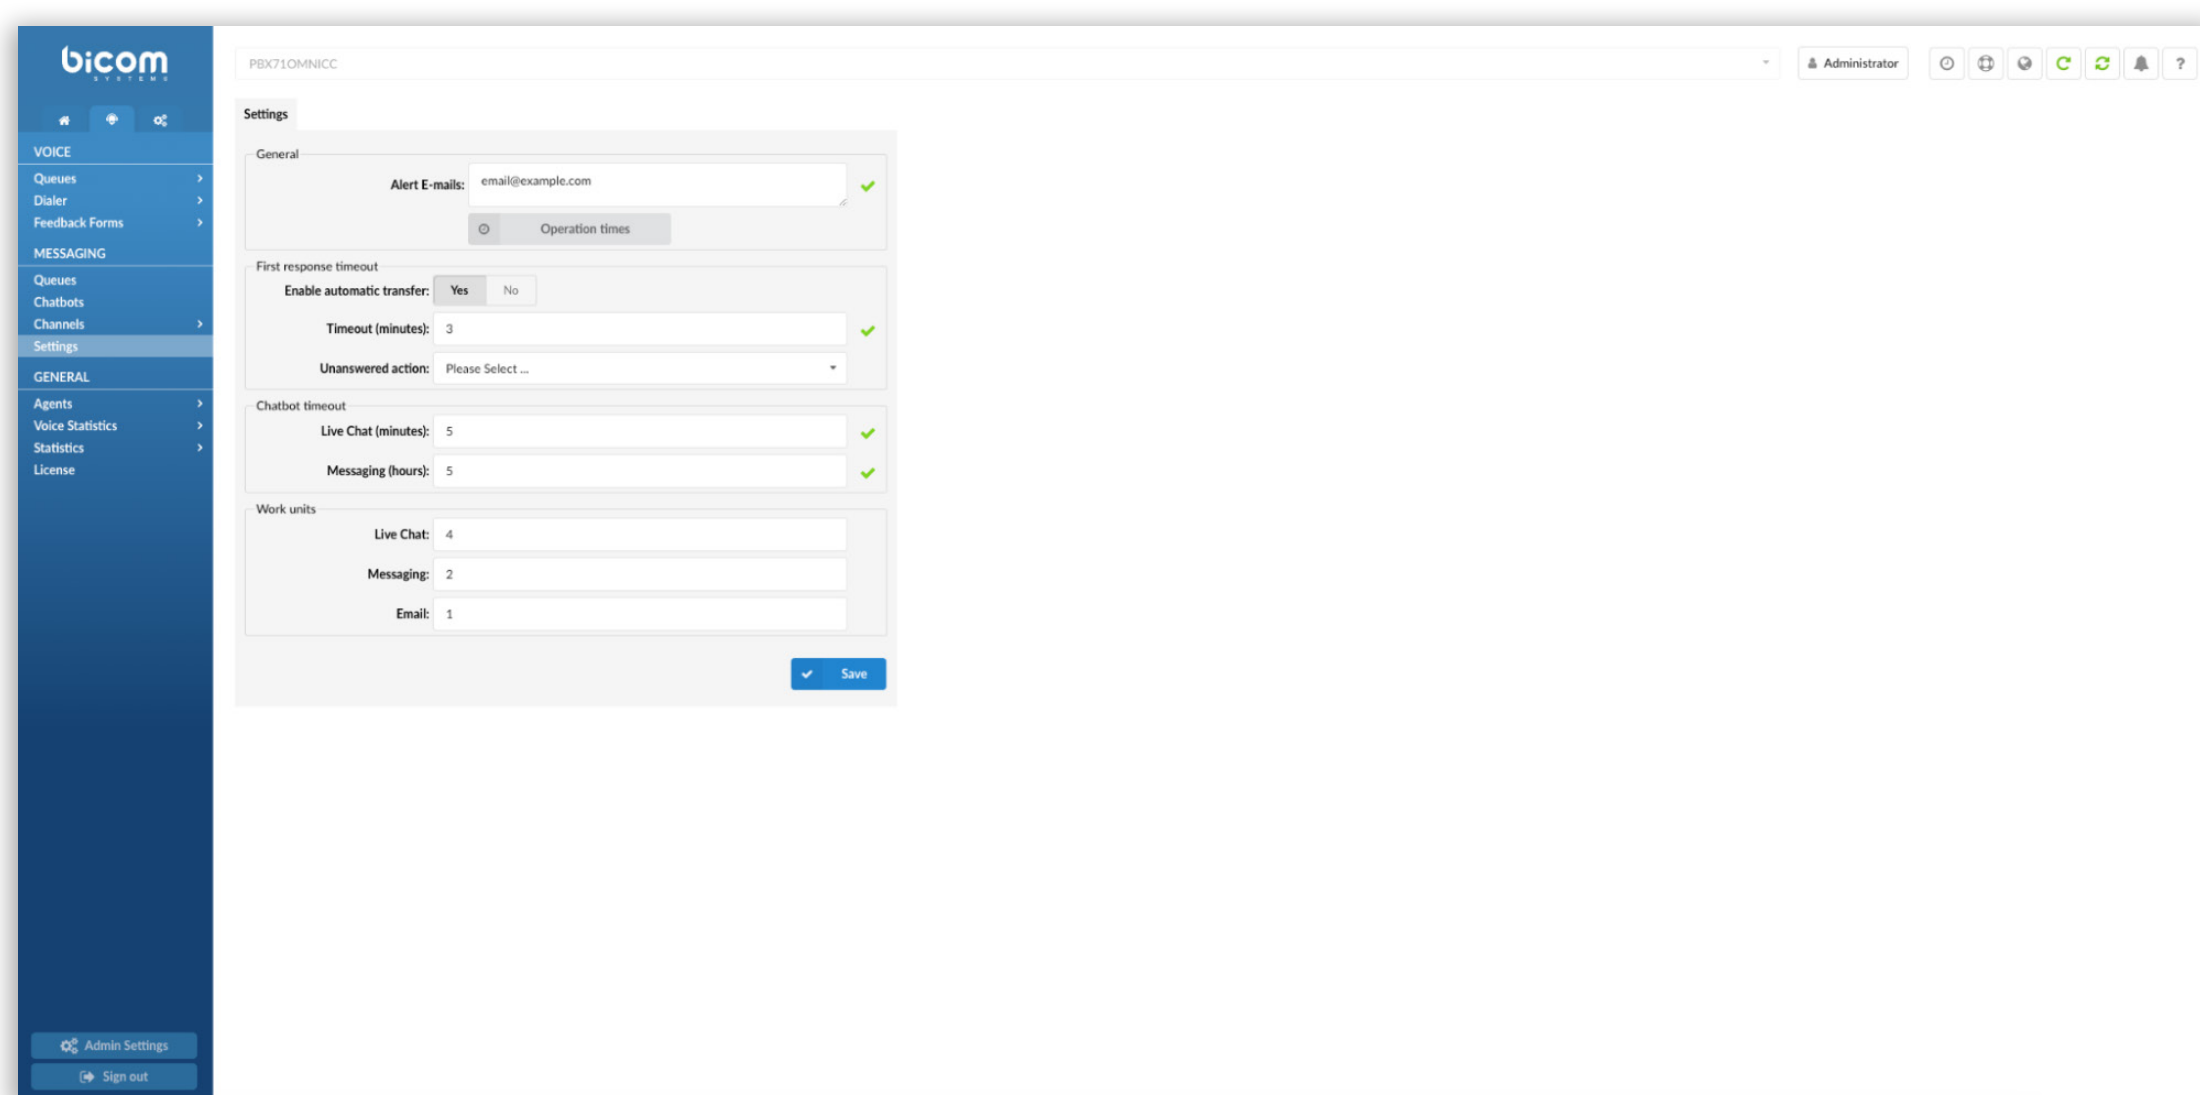 bicom
SYSTEMS
PBX71OMNICC
Administrator
?
VOICE
Queues
Dialer
Feedback Forms
MESSAGING
Queues
Chatbots
Channels
Settings
GENERAL
Agents
Voice Statistics
Statistics
License
Admin Settings
Sign out
Settings
General
Alert E-mails: email@example.com
Operation times
First response timeout
Enable automatic transfer: Yes No
Timeout (minutes): 3
Unanswered action: Please Select ...
Chatbot timeout
Live Chat (minutes): 5
Messaging (hours): 5
Work units
Live Chat: 4
Messaging: 2
Email: 1
Save